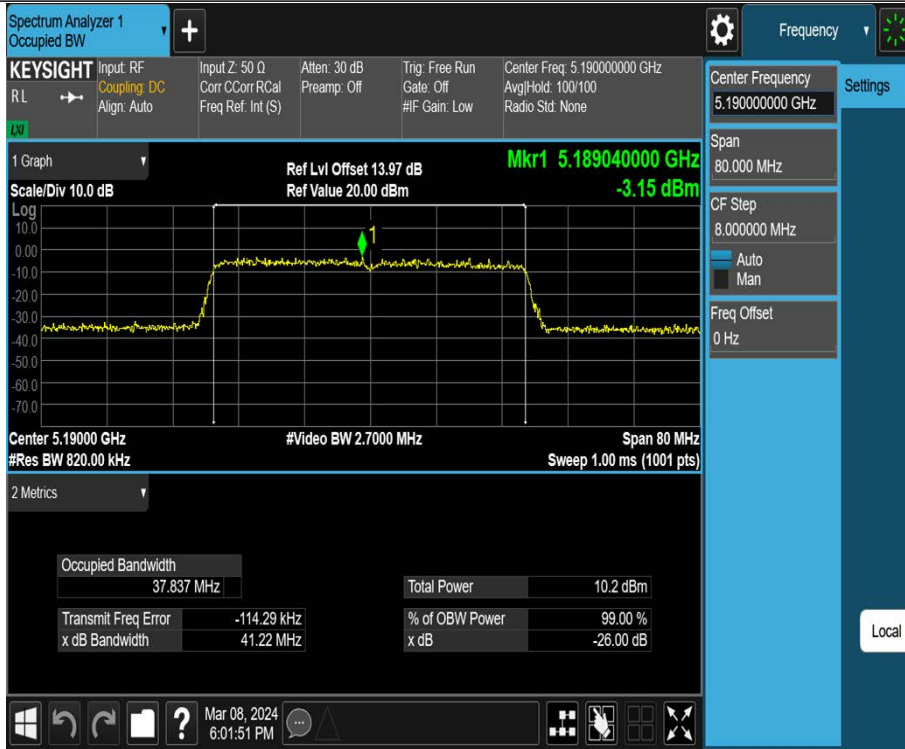 Spectrum Analyzer 1
Occupied BW
+
Frequency
KEYSIGHT
R L
LXI
Input: RF
Coupling: DC
Align: Auto
Input Z: 50 Ω
Corr CCorr RCal
Freq Ref: Int (S)
Atten: 30 dB
Preamp: Off
Trig: Free Run
Gate: Off
#IF Gain: Low
Center Freq: 5.190000000 GHz
Avg|Hold: 100/100
Radio Std: None
Center Frequency
5.190000000 GHz
Settings
Span
80.000 MHz
CF Step
8.000000 MHz
Auto
Man
Freq Offset
0 Hz
1 Graph
Scale/Div 10.0 dB
Ref Lvl Offset 13.97 dB
Ref Value 20.00 dBm
Mkr1 5.189040000 GHz
-3.15 dBm
Log
10.0
0.00
-10.0
-20.0
-30.0
-40.0
-50.0
-60.0
-70.0
1
Center 5.19000 GHz
#Video BW 2.7000 MHz
Span 80 MHz
#Res BW 820.00 kHz
Sweep 1.00 ms (1001 pts)
2 Metrics
Occupied Bandwidth
37.837 MHz
Total Power 10.2 dBm
Transmit Freq Error -114.29 kHz
% of OBW Power 99.00 %
x dB Bandwidth 41.22 MHz
x dB -26.00 dB
Local
?
Mar 08, 2024
6:01:51 PM